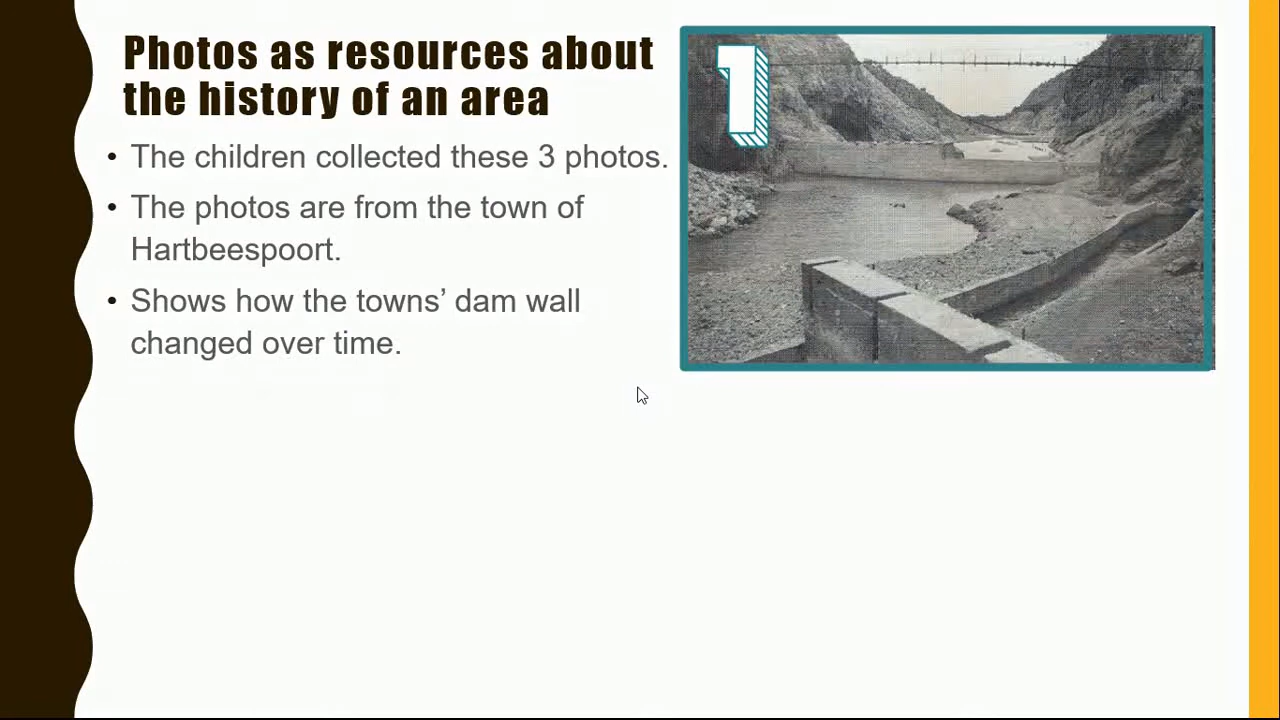 Photos as resources about
the history of an area
• The children collected these 3 photos.
• The photos are from the town of
Hartbeespoort.
• Shows how the towns’ dam wall
changed over time.
1